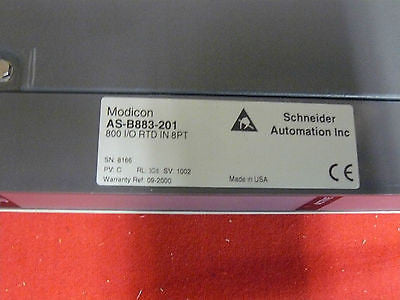 Modicon
AS-B883-201
800 I/O RTD IN 8PT
Schneider
Automation Inc
SN: 8166
PV: C RL: SV: 1002
Warranty Ref: 09-2000
Made in USA
CE